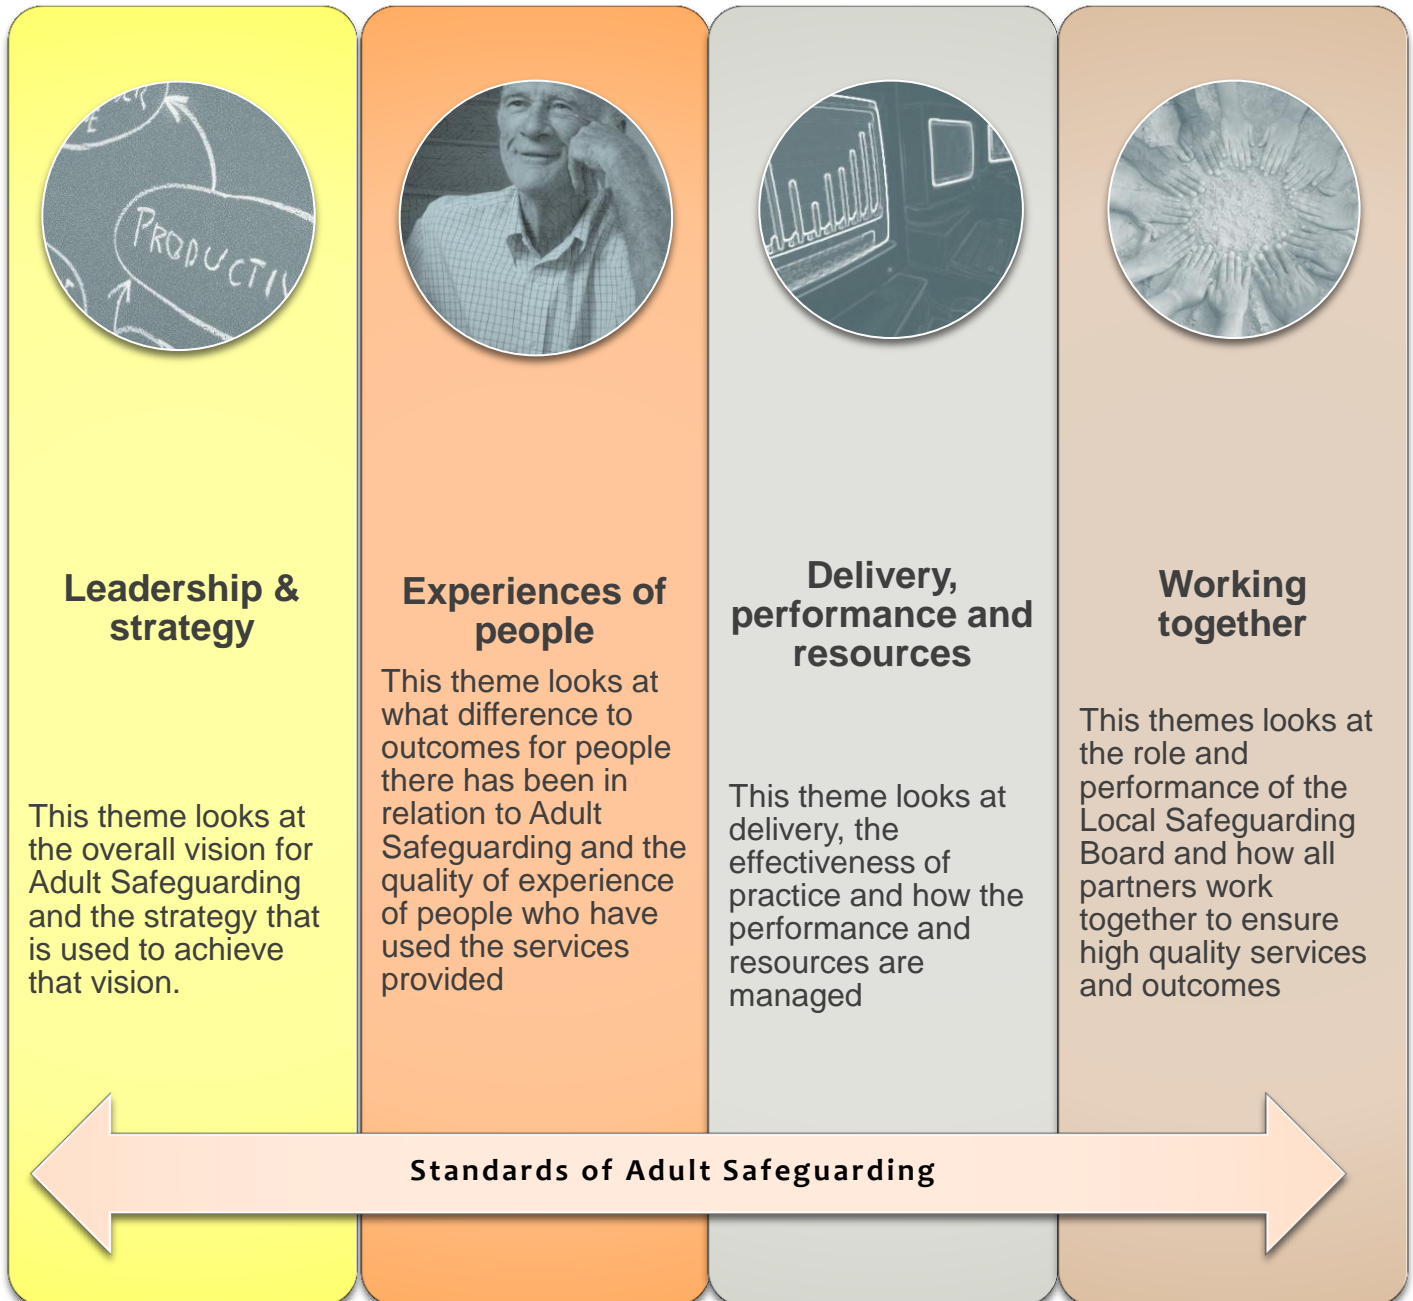 PRODUCTIV
Leadership &
strategy
This theme looks at
the overall vision for
Adult Safeguarding
and the strategy that
is used to achieve
that vision.
Experiences of
people
This theme looks at
what difference to
outcomes for people
there has been in
relation to Adult
Safeguarding and the
quality of experience
of people who have
used the services
provided
Delivery,
performance and
resources
This theme looks at
delivery, the
effectiveness of
practice and how the
performance and
resources are
managed
Working
together
This themes looks at
the role and
performance of the
Local Safeguarding
Board and how all
partners work
together to ensure
high quality services
and outcomes
Standards of Adult Safeguarding